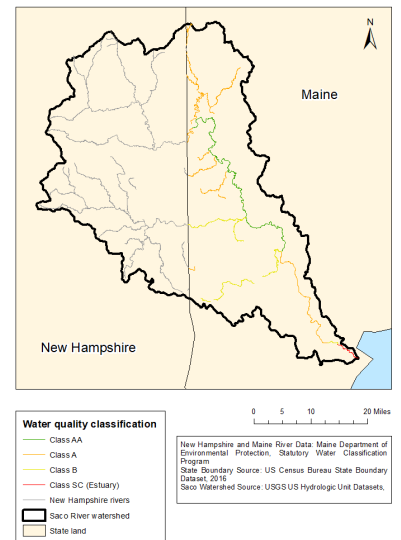 N
Maine
New Hampshire
0 5 10 20 Miles
Water quality classification
Class AA
Class A
Class B
Class SC (Estuary)
New Hampshire rivers
Saco River watershed
State land
New Hampshire and Maine River Data: Maine Department of
Environmental Protection, Statutory Water Classification
Program
State Boundary Source: US Census Bureau State Boundary
Dataset, 2016
Saco Watershed Source: USGS US Hydrologic Unit Datasets,